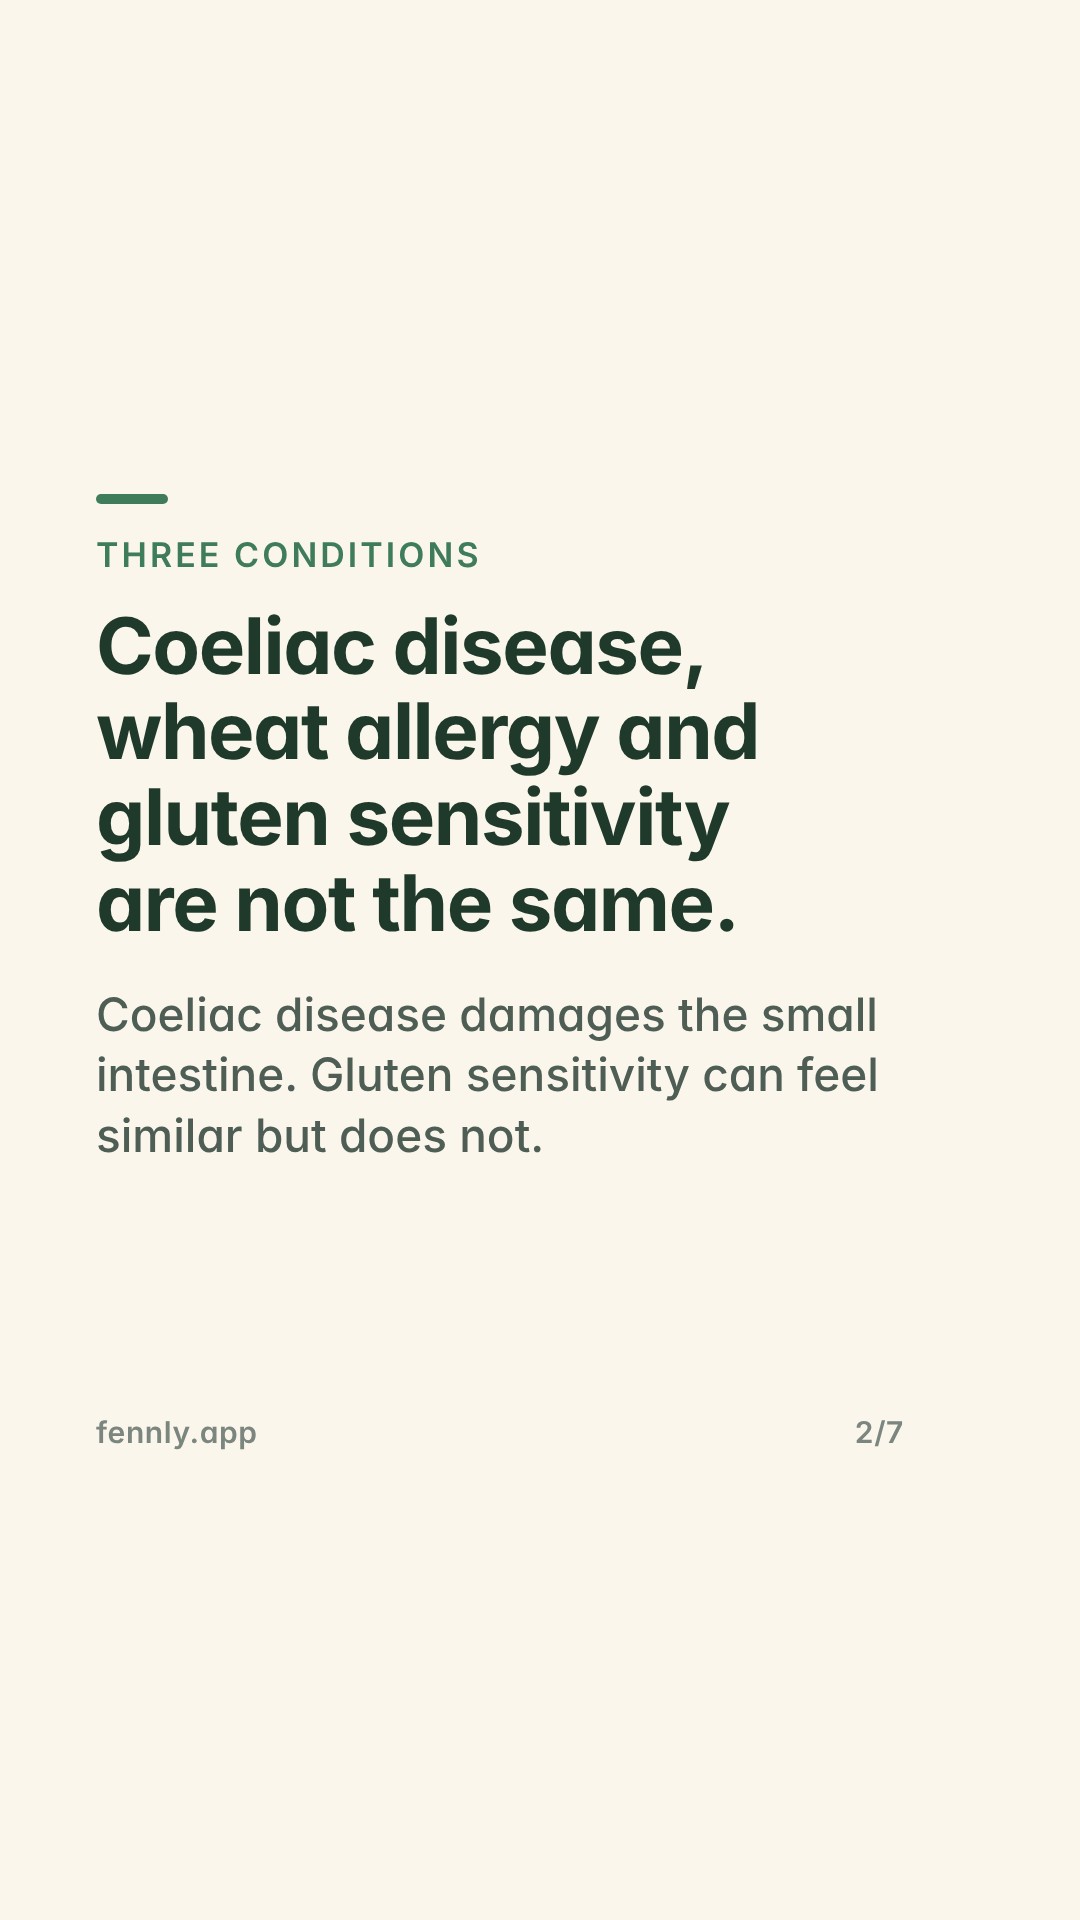 THREE CONDITIONS
Coeliac disease,
wheat allergy and
gluten sensitivity
are not the same.
Coeliac disease damages the small
intestine. Gluten sensitivity can feel
similar but does not.
fennly.app 2/7